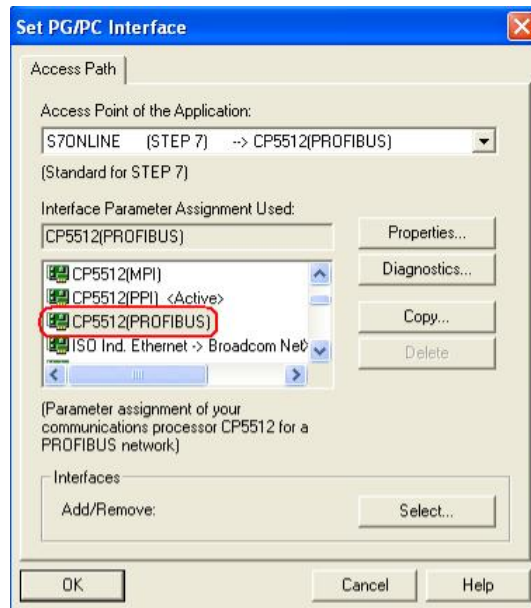 Set PG/PC Interface
Access Path
Access Point of the Application:
S7ONLINE (STEP 7) --> CP5512(PROFIBUS)
(Standard for STEP 7)
Interface Parameter Assignment Used:
CP5512(PROFIBUS)
Properties...
CP5512(MPI)
Diagnostics...
CP5512(PPI) <Active>
CP5512(PROFIBUS)
Copy...
ISO Ind. Ethernet -> Broadcom Net
Delete
(Parameter assignment of your
communications processor CP5512 for a
PROFIBUS network)
Interfaces
Add/Remove:
Select...
OK
Cancel
Help